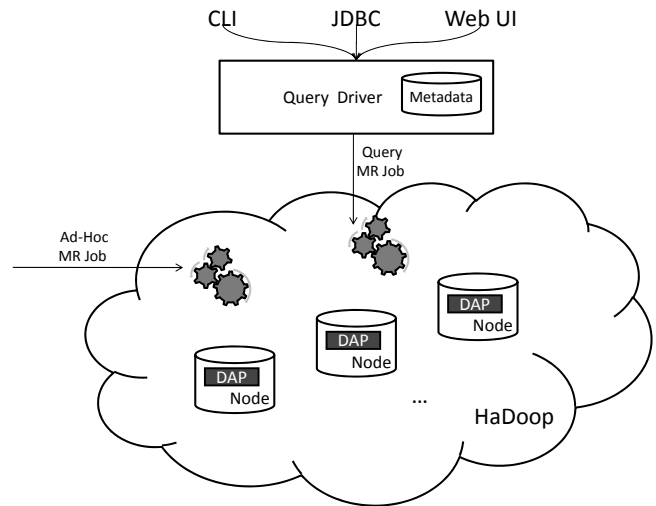 CLI JDBC Web UI
Query Driver Metadata
Query
MR Job
Ad-Hoc
MR Job
DAP
Node
DAP
Node
DAP
Node
...
HaDoop